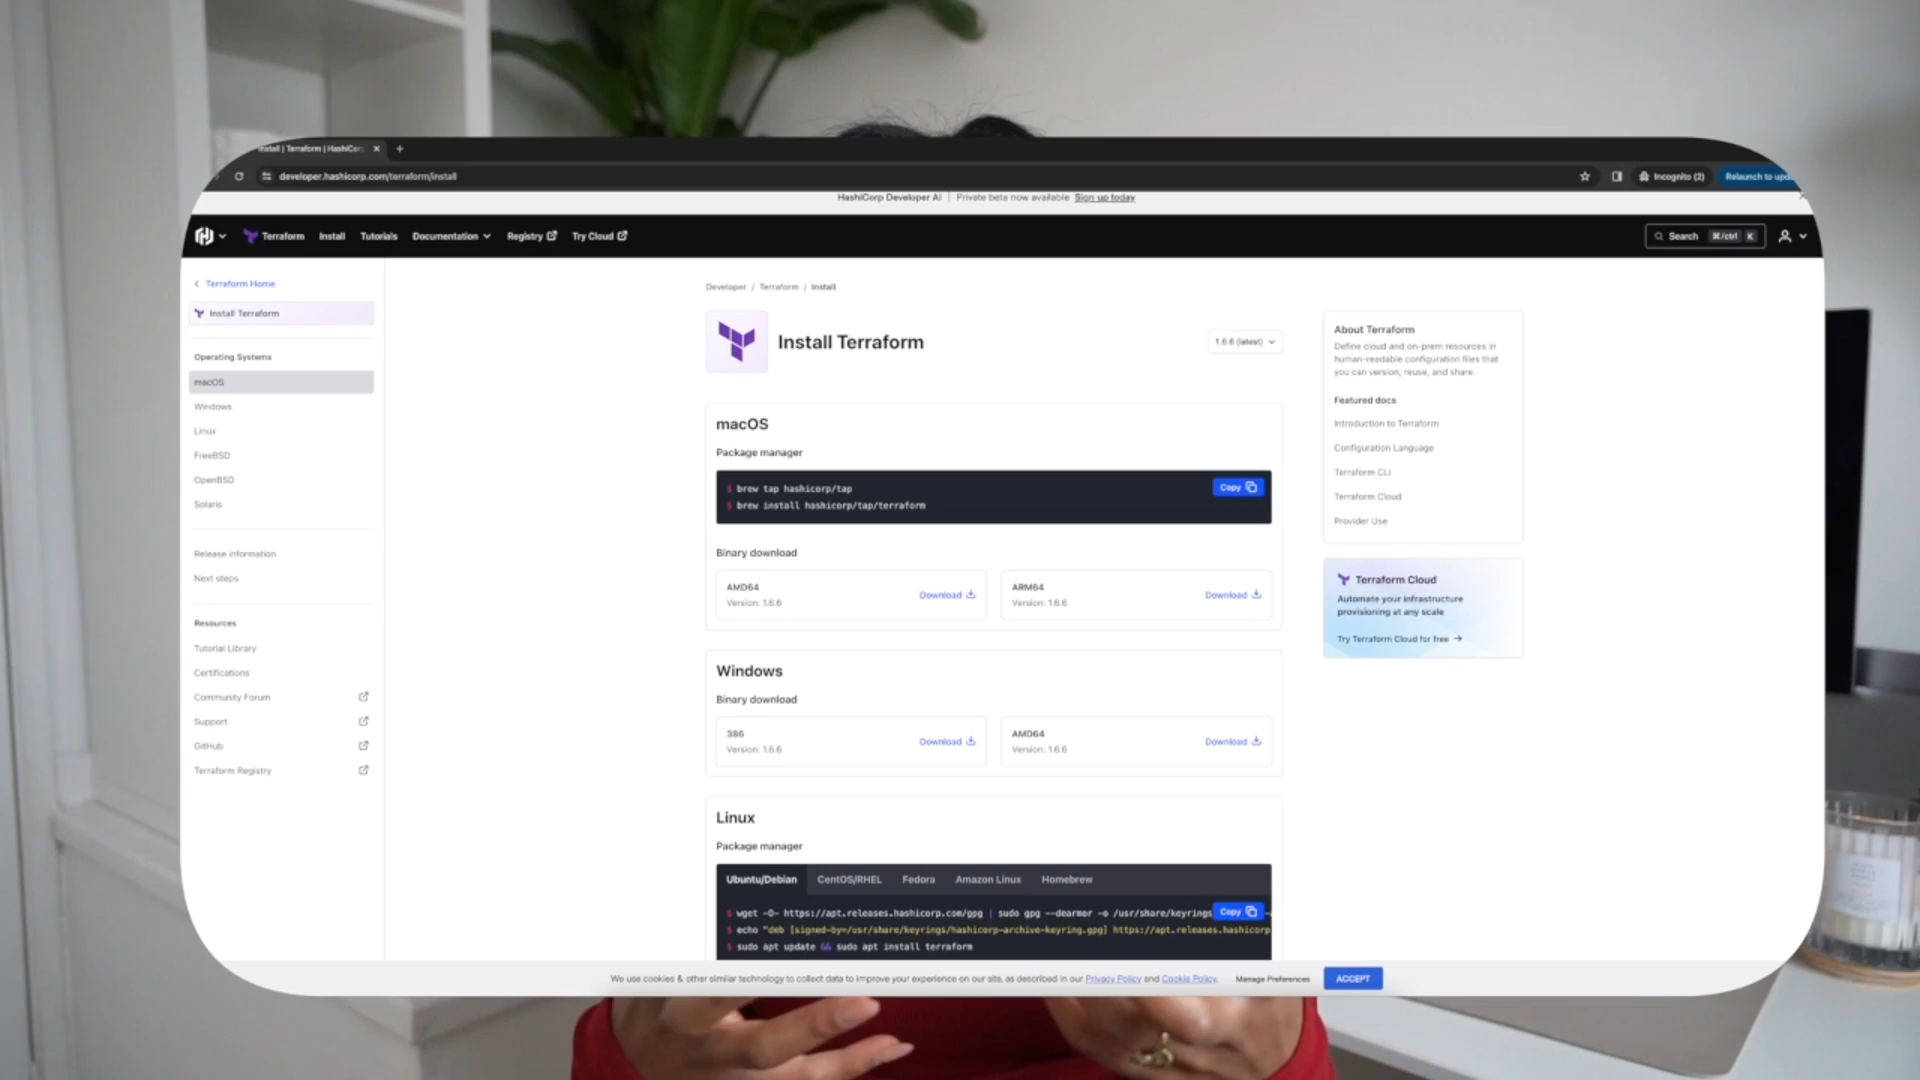 Install | Terraform | HashiCor
developer.hashicorp.com/terraform/install
Incognito (2)
Relaunch to upd
HashiCorp Developer AI | Private beta now available Sign up today
Terraform
Install
Tutorials
Documentation
Registry
Try Cloud
Search
⌘/ctrl
K
Terraform Home
Install Terraform
Operating Systems
macOS
Windows
Linux
FreeBSD
OpenBSD
Solaris
Release information
Next steps
Resources
Tutorial Library
Certifications
Community Forum
Support
GitHub
Terraform Registry
Developer / Terraform / Install
Install Terraform
1.6.6 (latest)
macOS
Package manager
$ brew tap hashicorp/tap
$ brew install hashicorp/tap/terraform
Copy
Binary download
AMD64
Version: 1.6.6
Download
ARM64
Version: 1.6.6
Download
Windows
Binary download
386
Version: 1.6.6
Download
AMD64
Version: 1.6.6
Download
Linux
Package manager
Ubuntu/Debian
CentOS/RHEL
Fedora
Amazon Linux
Homebrew
$ wget -O- https://apt.releases.hashicorp.com/gpg | sudo gpg --dearmor -o /usr/share/keyrings
Copy
$ echo "deb [signed-by=/usr/share/keyrings/hashicorp-archive-keyring.gpg] https://apt.releases.hashicorp
$ sudo apt update && sudo apt install terraform
About Terraform
Define cloud and on-prem resources in
human-readable configuration files that
you can version, reuse, and share.
Featured docs
Introduction to Terraform
Configuration Language
Terraform CLI
Terraform Cloud
Provider Use
Terraform Cloud
Automate your infrastructure
provisioning at any scale
Try Terraform Cloud for free →
We use cookies & other similar technology to collect data to improve your experience on our site, as described in our Privacy Policy and Cookie Policy.
Manage Preferences
ACCEPT